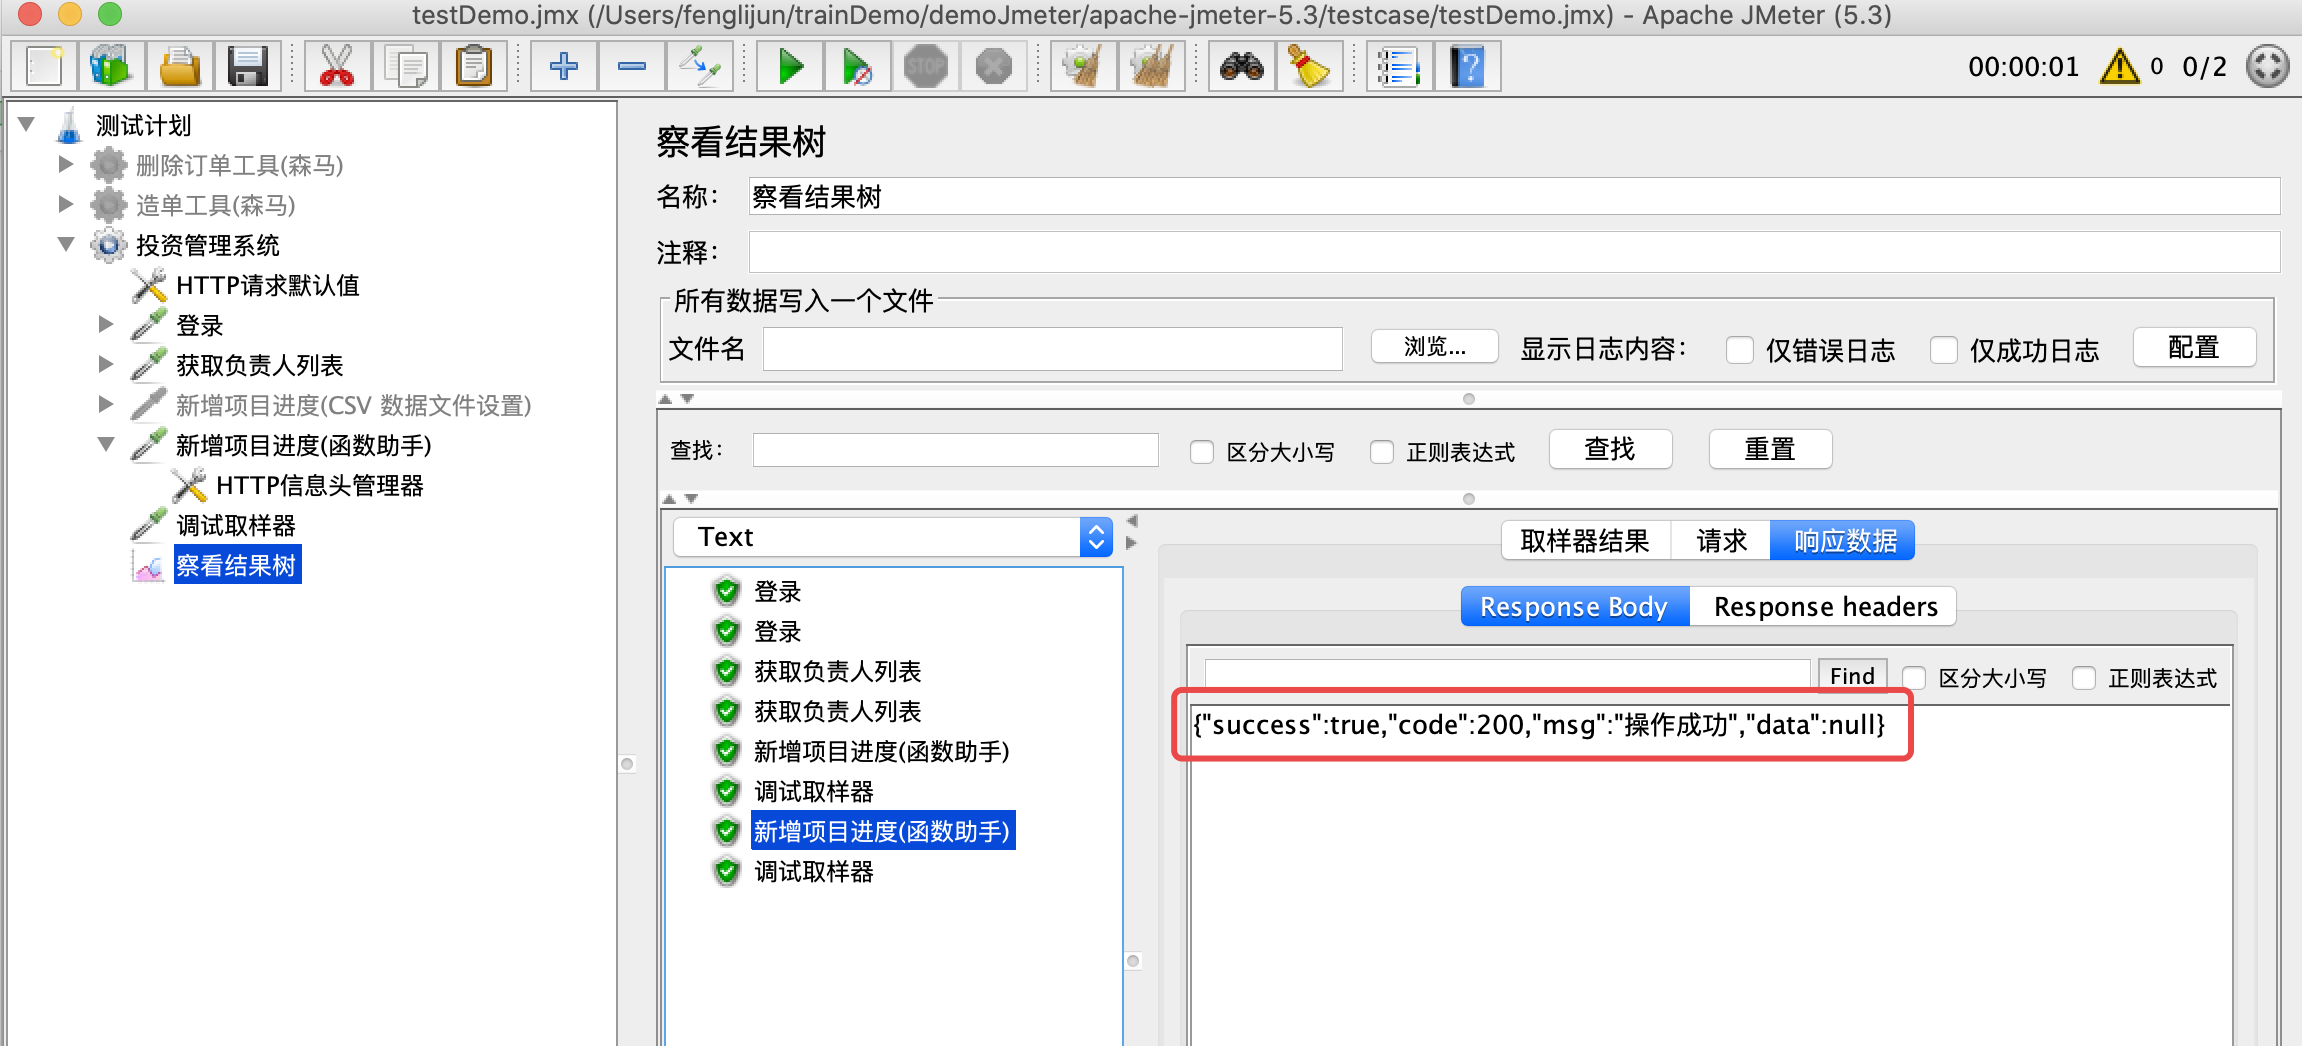 testDemo.jmx (/Users/fenglijun/trainDemo/demoJmeter/apache-jmeter-5.3/testcase/testDemo.jmx) - Apache JMeter (5.3)
STOP
?
00:00:01
0
0/2
测试计划
删除订单工具(森马)
造单工具(森马)
投资管理系统
HTTP请求默认值
登录
获取负责人列表
新增项目进度(CSV 数据文件设置)
新增项目进度(函数助手)
HTTP信息头管理器
调试取样器
察看结果树
察看结果树
名称： 察看结果树
注释：
所有数据写入一个文件
文件名 浏览... 显示日志内容： 仅错误日志 仅成功日志 配置
查找： 区分大小写 正则表达式 查找 重置
Text
登录
登录
获取负责人列表
获取负责人列表
新增项目进度(函数助手)
调试取样器
新增项目进度(函数助手)
调试取样器
取样器结果 请求 响应数据
Response Body Response headers
Find 区分大小写 正则表达式
{"success":true,"code":200,"msg":"操作成功","data":null}